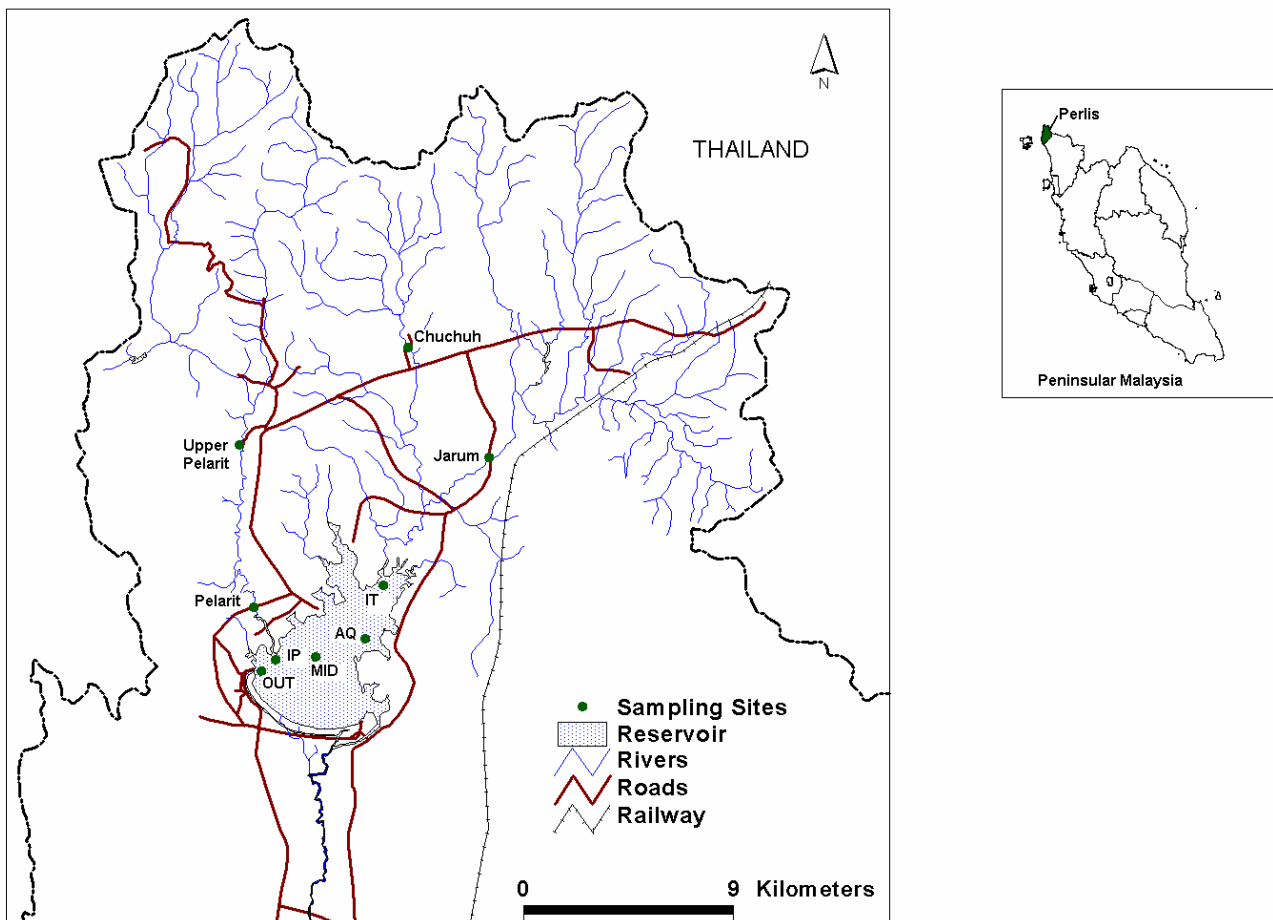 N
THAILAND
Perlis
Peninsular Malaysia
Chuchuh
Upper
Pelarit
Jarum
IT
Pelarit
AQ
IP
MID
OUT
Sampling Sites
Reservoir
Rivers
Roads
Railway
0 9 Kilometers